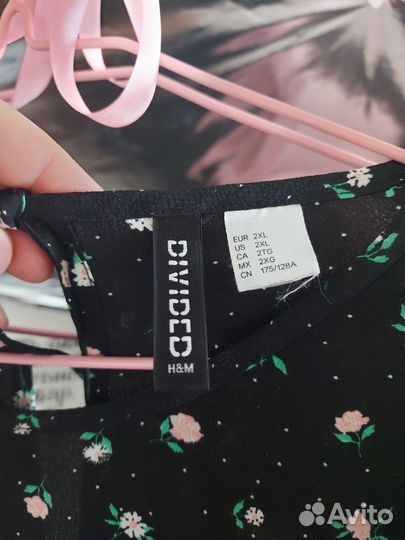 EUR 2XL
US 2XL
CA 2TG
MX 2XG
CN 175/128A
DIVIDED
H&M
Avito